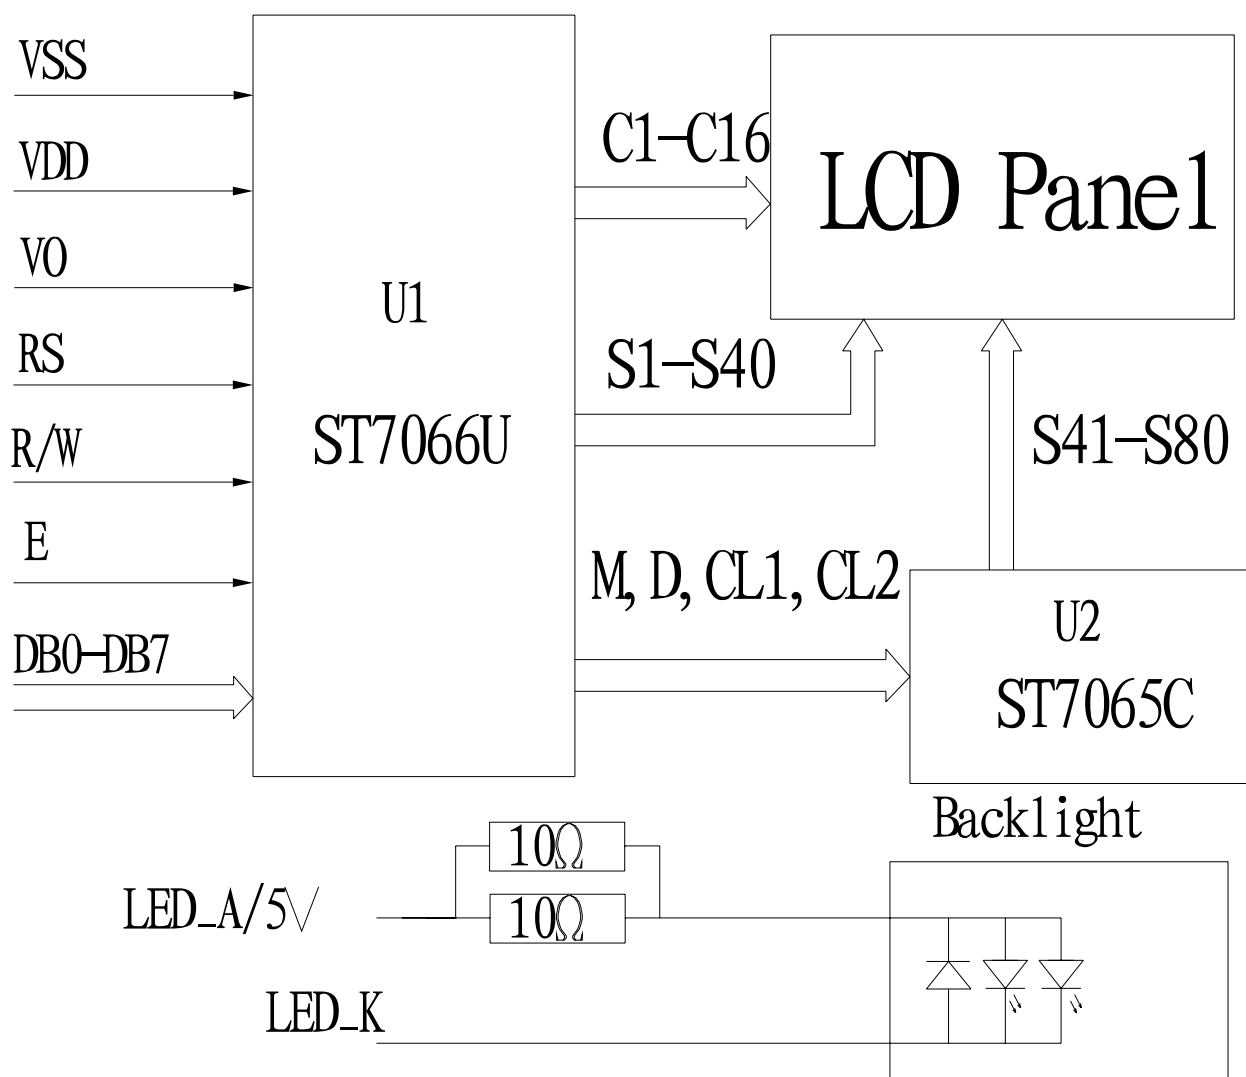 VSS
VDD
VO
RS
R/W
E
DB0-DB7
U1
ST7066U
C1-C16
LCD Panel
S1-S40
S41-S80
M, D, CL1, CL2
U2
ST7065C
Backlight
10Ω
10Ω
LED_A/5V
LED_K